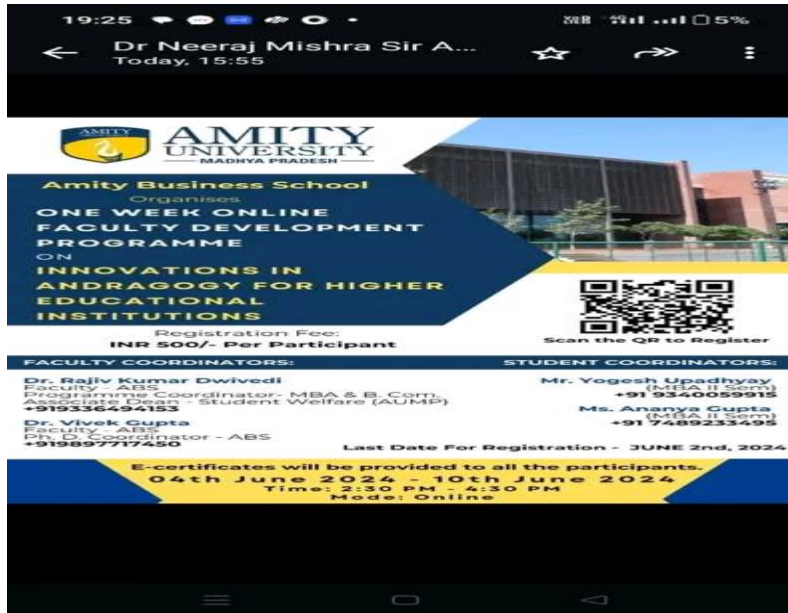 19:25
5%
Dr Neeraj Mishra Sir A...
Today, 15:55
AMITY
AMITY
UNIVERSITY
MADHYA PRADESH
Amity Business School
Organises
ONE WEEK ONLINE
FACULTY DEVELOPMENT
PROGRAMME
ON
INNOVATIONS IN
ANDRAGOGY FOR HIGHER
EDUCATIONAL
INSTITUTIONS
Registration Fee:
INR 500/- Per Participant
Scan the QR to Register
FACULTY COORDINATORS:
Dr. Rajiv Kumar Dwivedi
Faculty - ABS
Programme Coordinator- MBA & B. Com.
Associate Dean - Student Welfare (AUMP)
+919336494153
Dr. Vivek Gupta
Faculty - ABS
Ph. D. Coordinator - ABS
+919897717450
STUDENT COORDINATORS:
Mr. Yogesh Upadhyay
(MBA II Sem)
+91 9340059915
Ms. Ananya Gupta
(MBA II Sem)
+91 7489233495
Last Date For Registration - JUNE 2nd, 2024
E-certificates will be provided to all the participants.
04th June 2024 - 10th June 2024
Time: 2:30 PM - 4:30 PM
Mode: Online